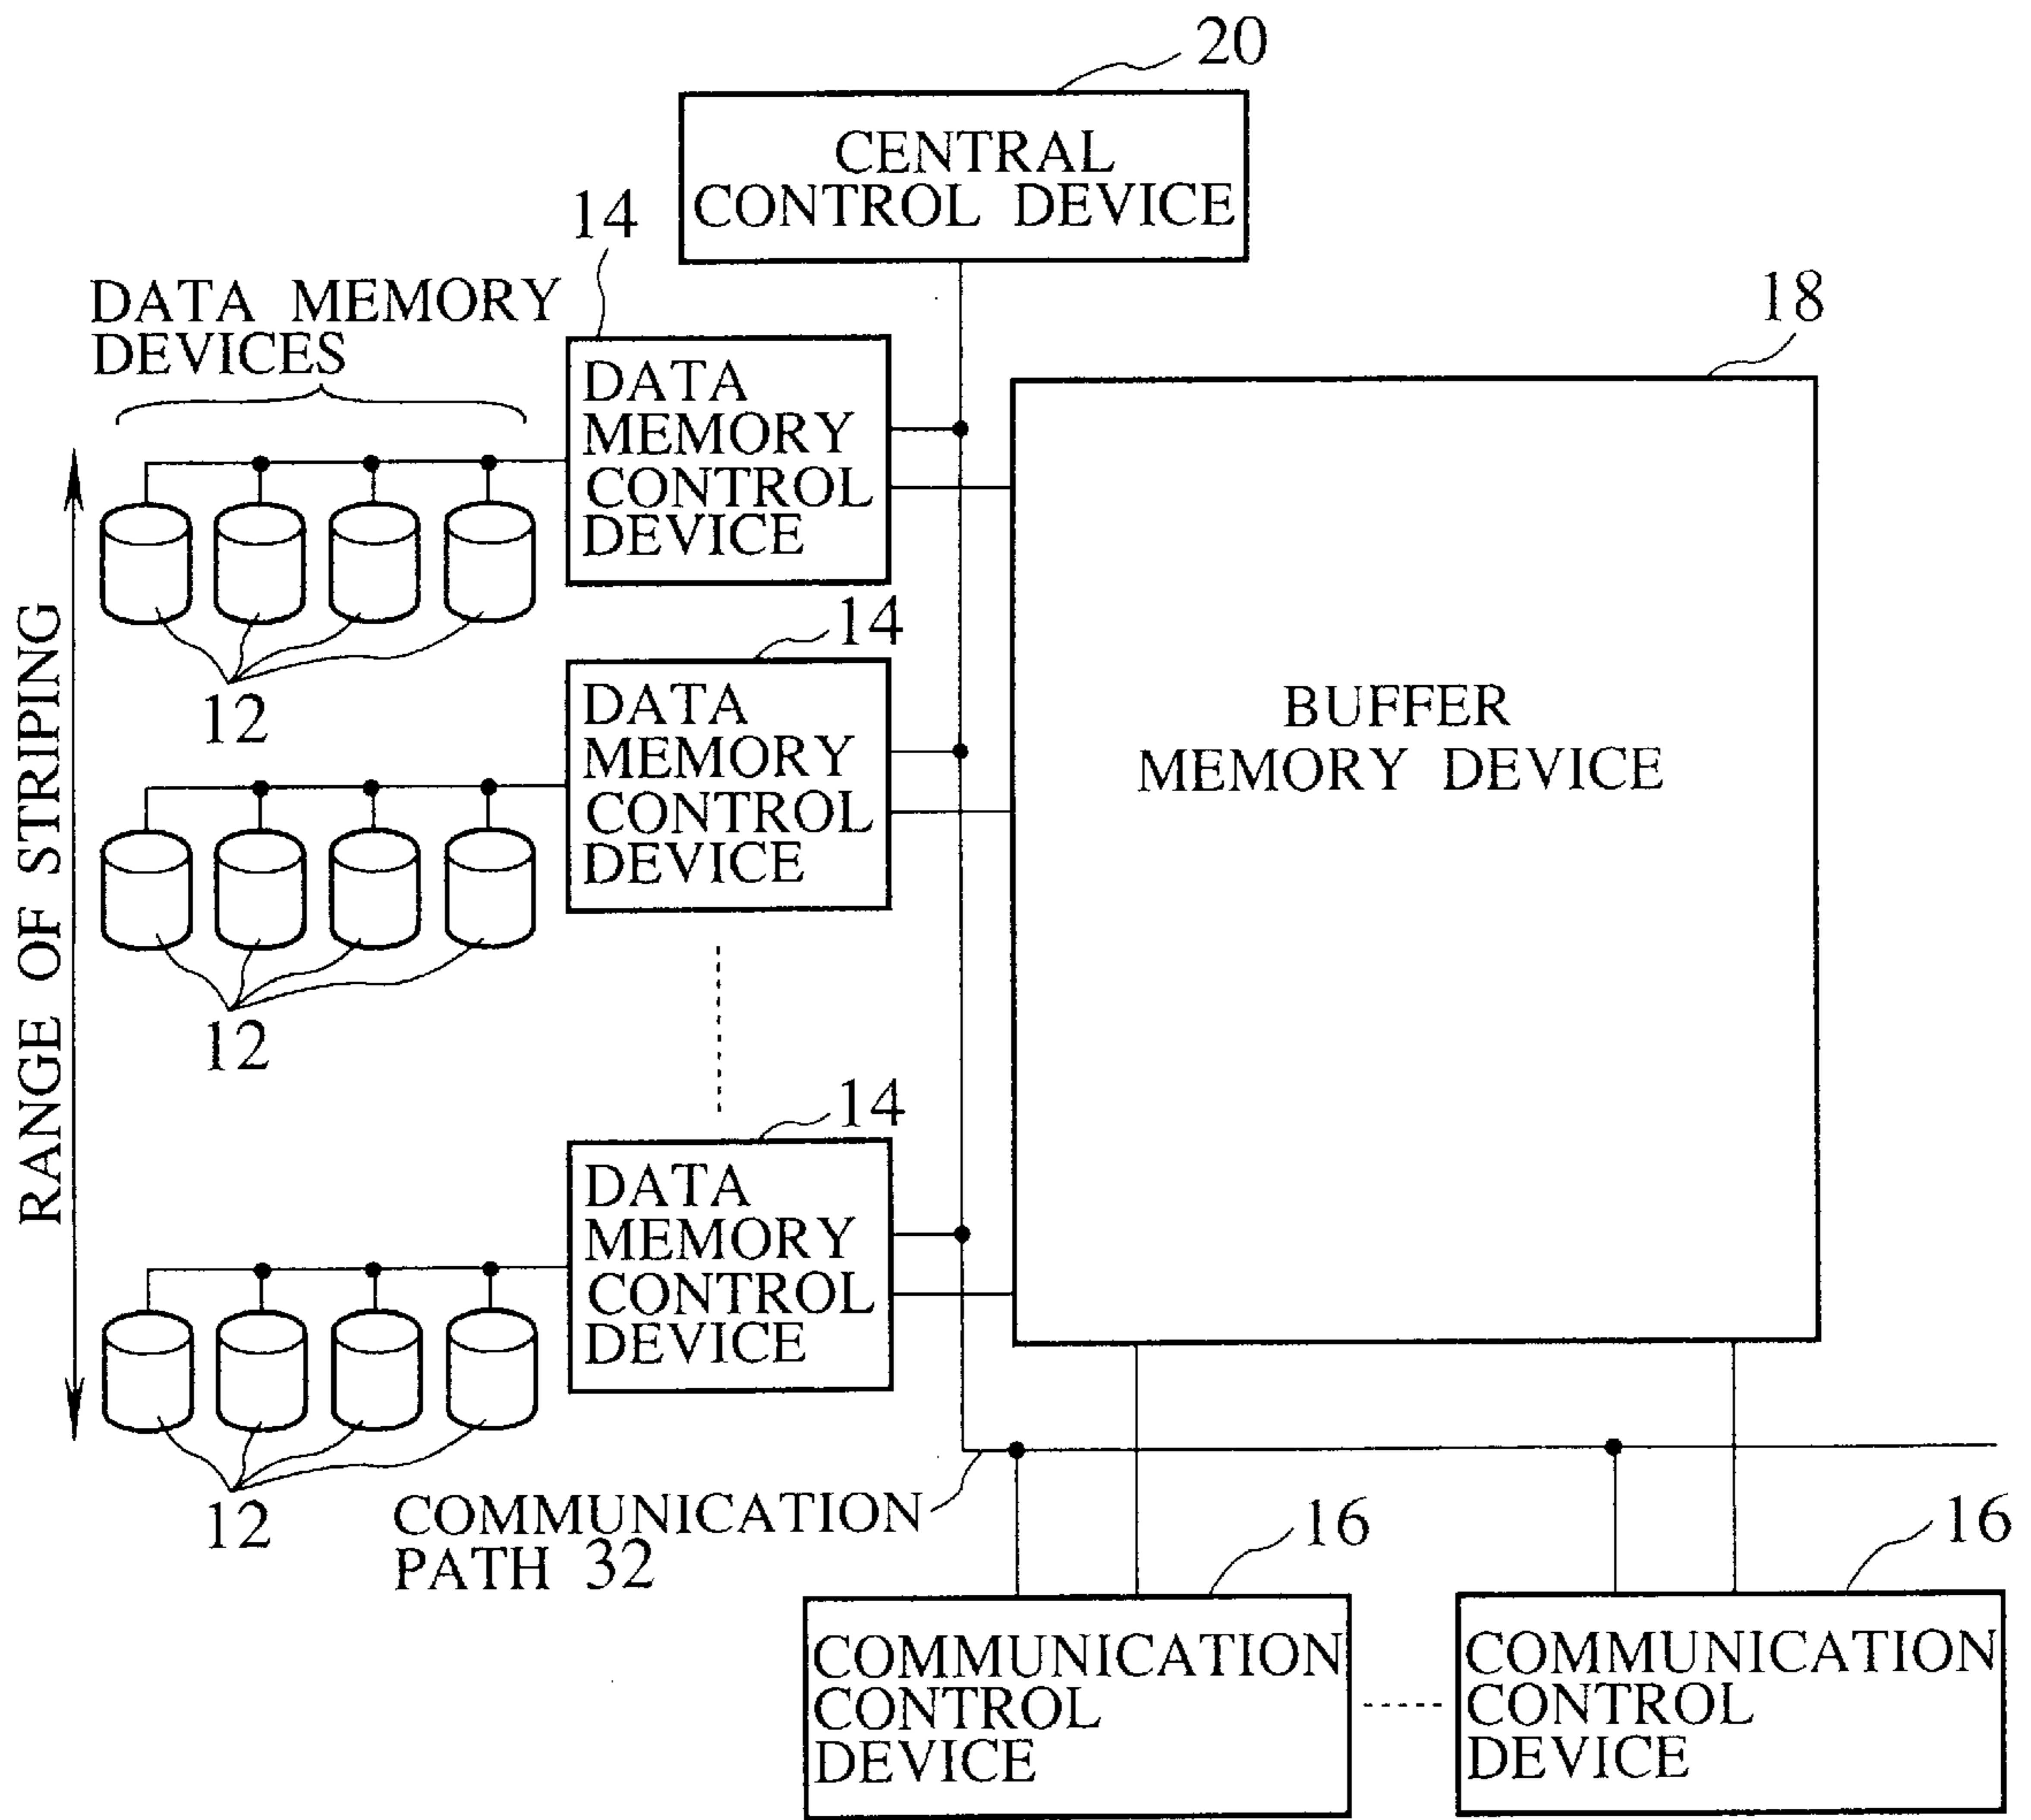 20
CENTRAL
CONTROL DEVICE
14
DATA MEMORY
DEVICES
18
DATA
MEMORY
CONTROL
DEVICE
12
14
DATA
MEMORY
CONTROL
DEVICE
BUFFER
MEMORY DEVICE
RANGE OF STRIPING
12
14
DATA
MEMORY
CONTROL
DEVICE
12
COMMUNICATION
PATH 32
16
16
COMMUNICATION
CONTROL
DEVICE
COMMUNICATION
CONTROL
DEVICE